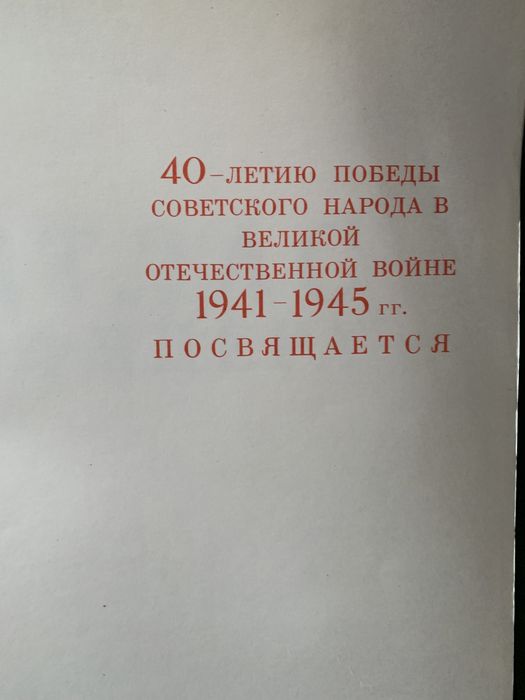 40-ЛЕТИЮ ПОБЕДЫ
СОВЕТСКОГО НАРОДА В
ВЕЛИКОЙ
ОТЕЧЕСТВЕННОЙ ВОЙНЕ
1941-1945 гг.
ПОСВЯЩАЕТСЯ